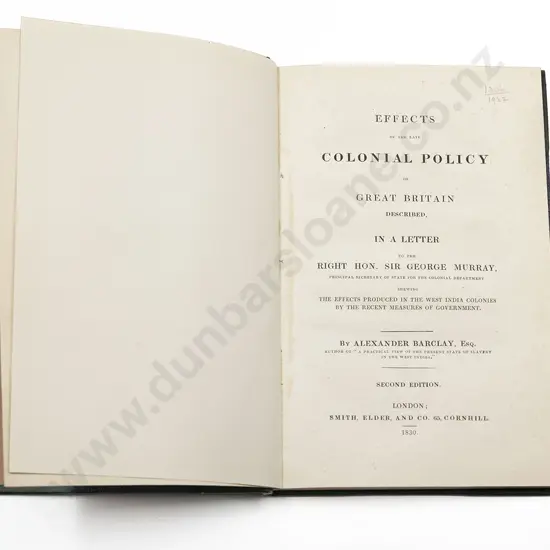 EFFECTS
OF THE LATE
COLONIAL POLICY
OF
GREAT BRITAIN
DESCRIBED,
IN A LETTER
TO THE
RIGHT HON. SIR GEORGE MURRAY,
PRINCIPAL SECRETARY OF STATE FOR THE COLONIAL DEPARTMENT
SHEWING
THE EFFECTS PRODUCED IN THE WEST INDIA COLONIES
BY THE RECENT MEASURES OF GOVERNMENT.
BY ALEXANDER BARCLAY, ESQ.
AUTHOR OF "A PRACTICAL VIEW OF THE PRESENT STATE OF SLAVERY
IN THE WEST INDIES."
SECOND EDITION.
LONDON;
SMITH, ELDER, AND CO. 65, CORNHILL.
1830
www.dunbarsloane.co.nz